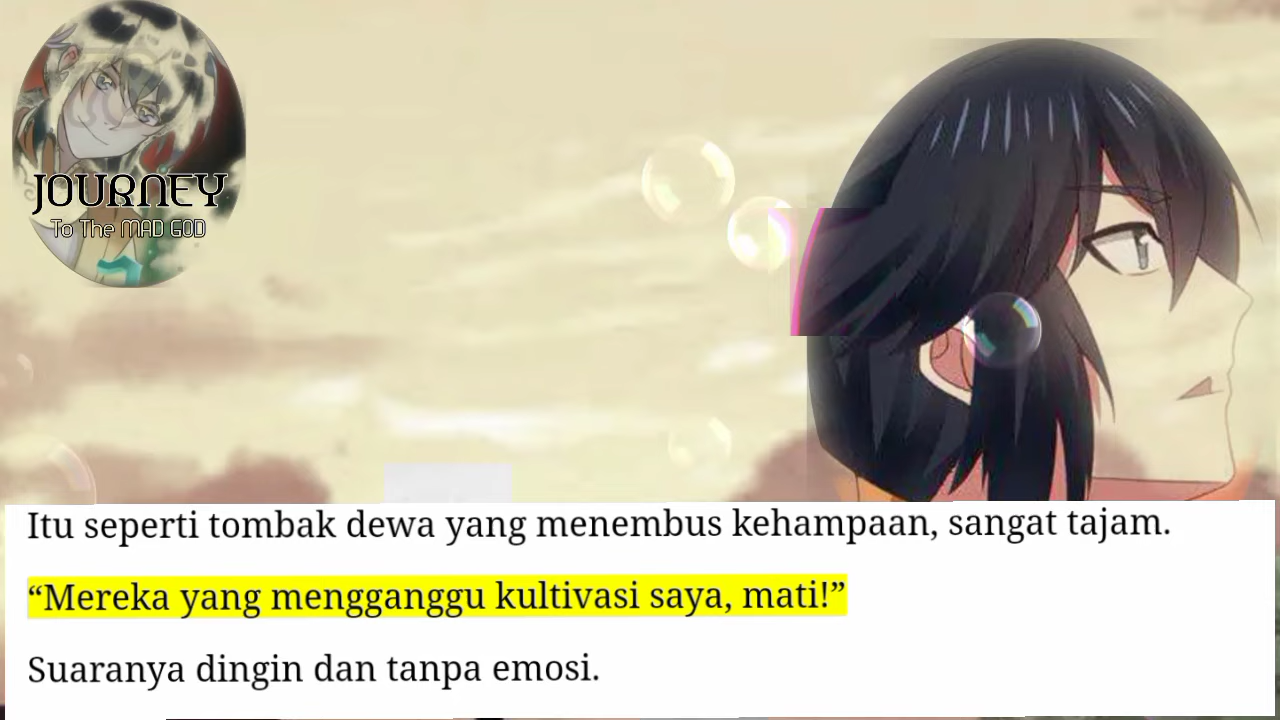 JOURNEY
To The MAD GOD
Itu seperti tombak dewa yang menembus kehampaan, sangat tajam.
“Mereka yang mengganggu kultivasi saya, mati!”
Suaranya dingin dan tanpa emosi.